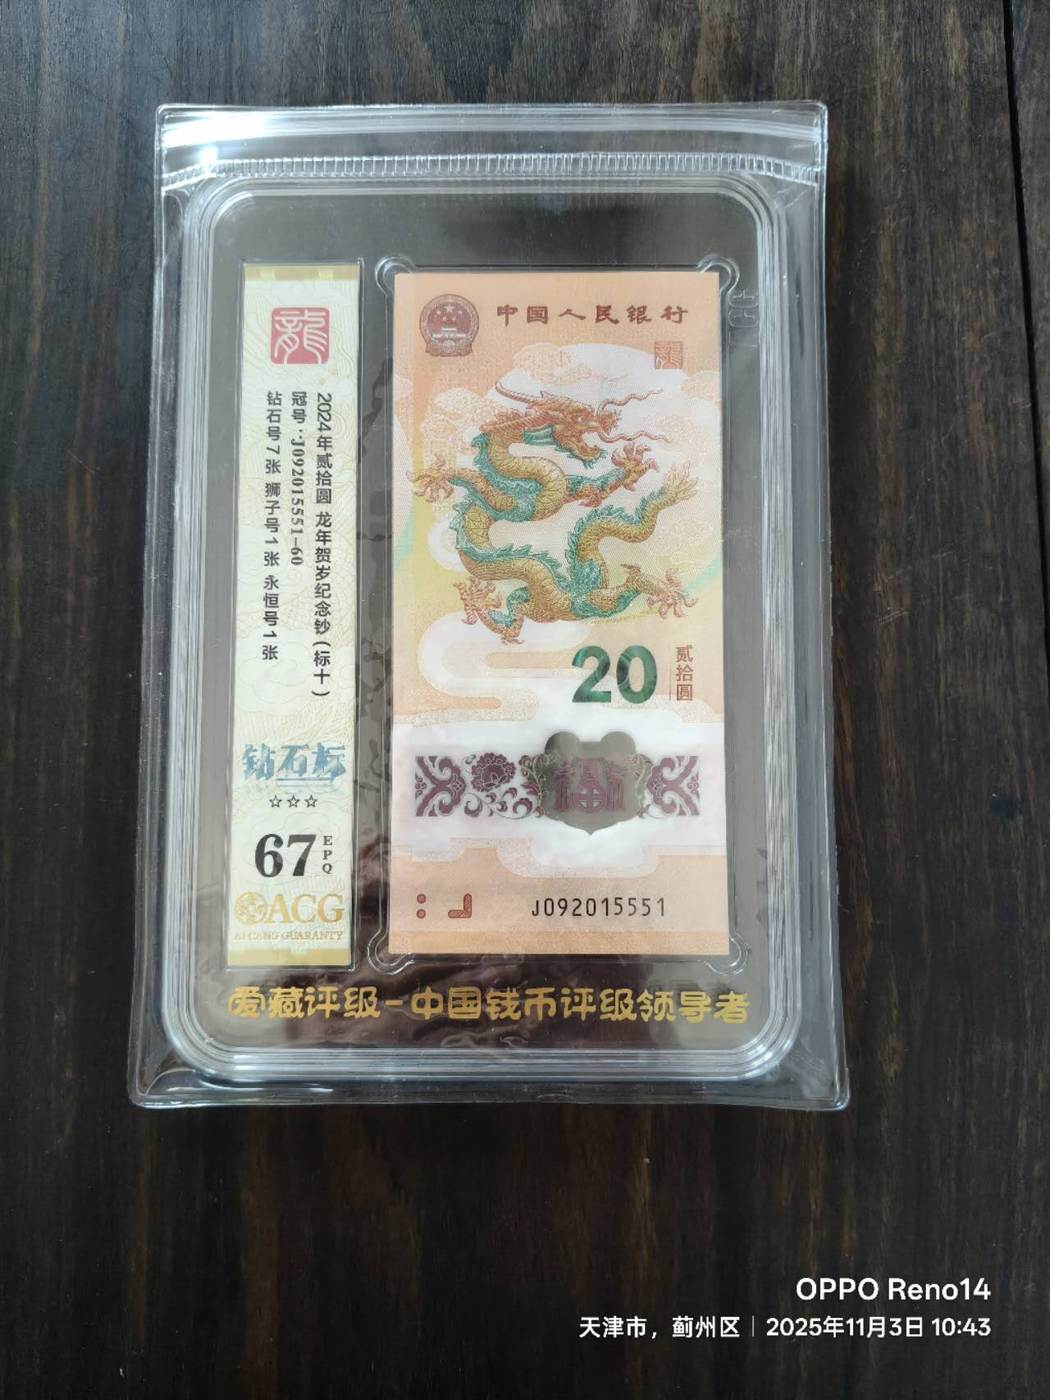 龍
2024年贰拾圆 龙年贺岁纪念钞(标十)
冠号:J092015551-60
钻石号7张 狮子号1张 永恒号1张
钻石标
☆☆☆
67 EPQ
ACG
AI CANG GUARANTY
中国人民银行
龍
20 贰拾圆
J092015551
爱藏评级-中国钱币评级领导者
OPPO Reno14
天津市，蓟州区 | 2025年11月3日 10:43